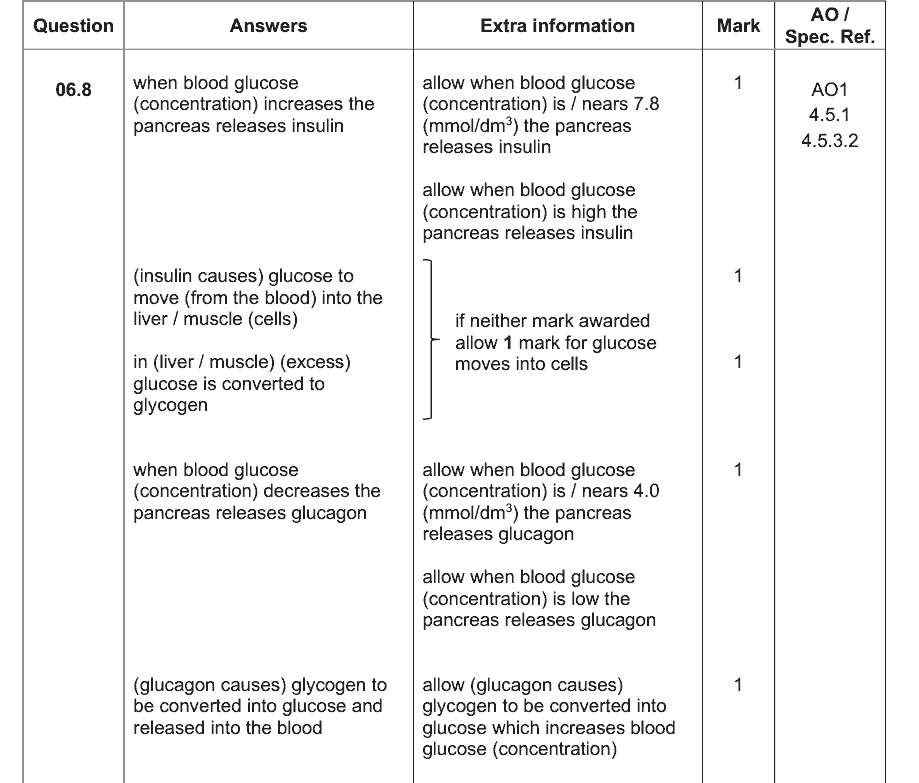 Question Answers Extra information Mark AO /
Spec. Ref.
06.8
when blood glucose
(concentration) increases the
pancreas releases insulin
allow when blood glucose
(concentration) is / nears 7.8
(mmol/dm³) the pancreas
releases insulin
1
AO1
4.5.1
4.5.3.2
allow when blood glucose
(concentration) is high the
pancreas releases insulin
(insulin causes) glucose to
move (from the blood) into the
liver / muscle (cells)
1
if neither mark awarded
allow 1 mark for glucose
moves into cells
in (liver / muscle) (excess)
glucose is converted to
glycogen
1
when blood glucose
(concentration) decreases the
pancreas releases glucagon
allow when blood glucose
(concentration) is / nears 4.0
(mmol/dm³) the pancreas
releases glucagon
1
allow when blood glucose
(concentration) is low the
pancreas releases glucagon
(glucagon causes) glycogen to
be converted into glucose and
released into the blood
allow (glucagon causes)
glycogen to be converted into
glucose which increases blood
glucose (concentration)
1